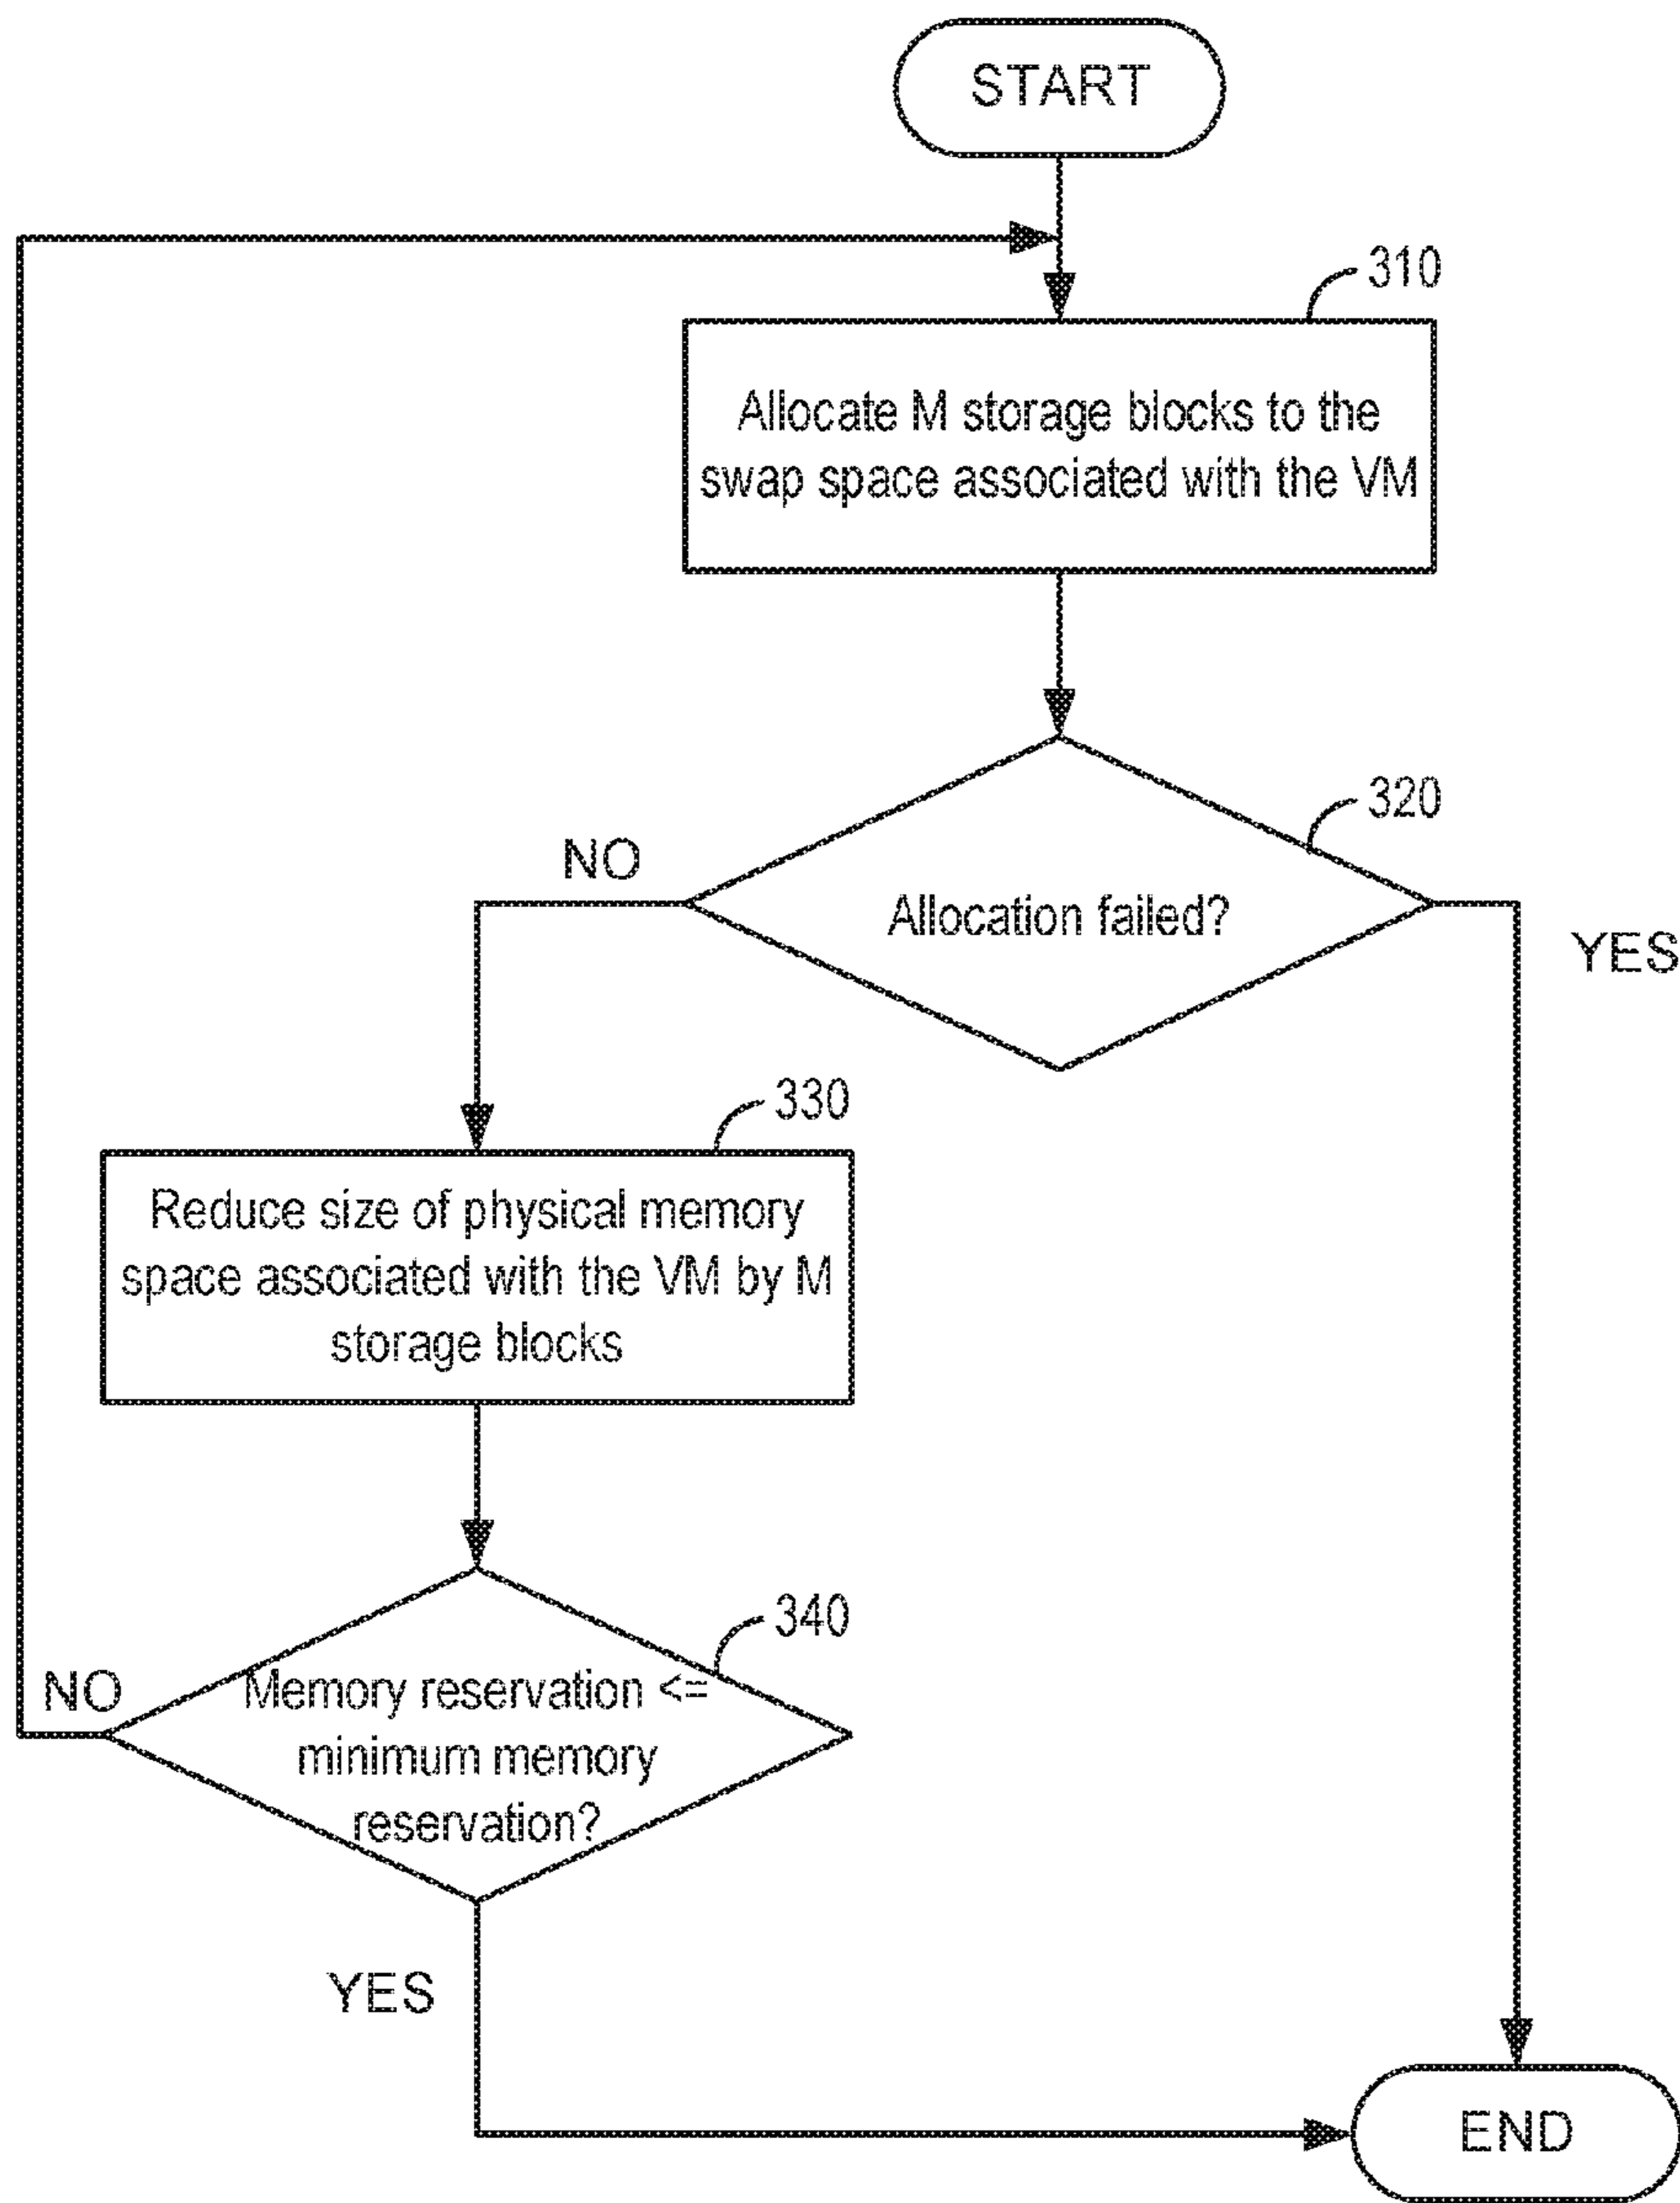 START
310
Allocate M storage blocks to the
swap space associated with the VM
320
NO
Allocation failed?
YES
330
Reduce size of physical memory
space associated with the VM by M
storage blocks
340
NO
Memory reservation <=
minimum memory
reservation?
YES
END